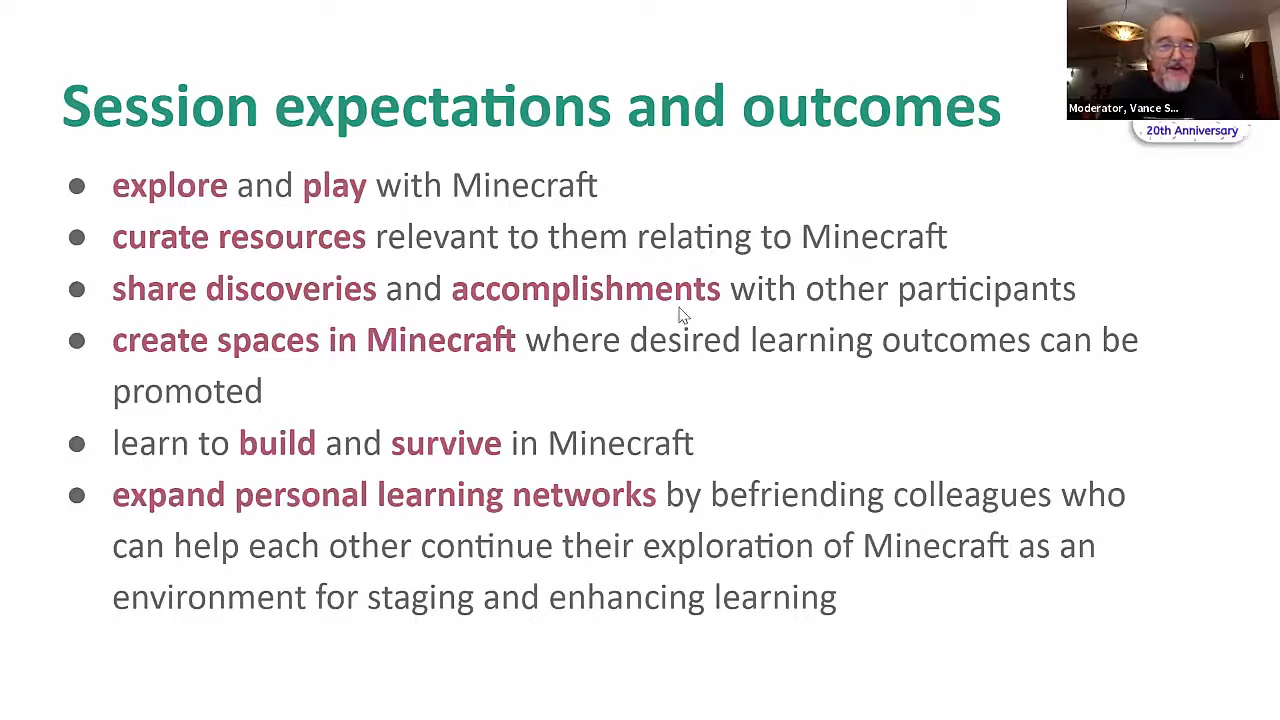 Session expectations and outcomes
Moderator, Vance S...
20th Anniversary
● explore and play with Minecraft
● curate resources relevant to them relating to Minecraft
● share discoveries and accomplishments with other participants
● create spaces in Minecraft where desired learning outcomes can be
promoted
● learn to build and survive in Minecraft
● expand personal learning networks by befriending colleagues who
can help each other continue their exploration of Minecraft as an
environment for staging and enhancing learning